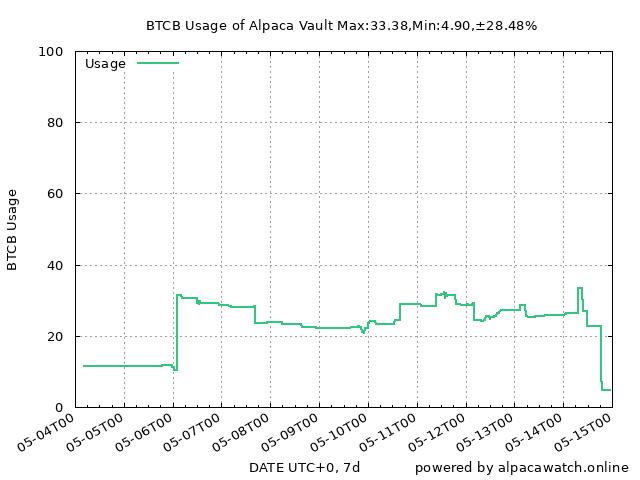 BTCB Usage of Alpaca Vault Max:33.38,Min:4.90,±28.48%
Usage
BTCB Usage
100
80
60
40
20
0
05-04T00
05-05T00
05-06T00
05-07T00
05-08T00
05-09T00
05-10T00
05-11T00
05-12T00
05-13T00
05-14T00
05-15T00
DATE UTC+0, 7d
powered by alpacawatch.online